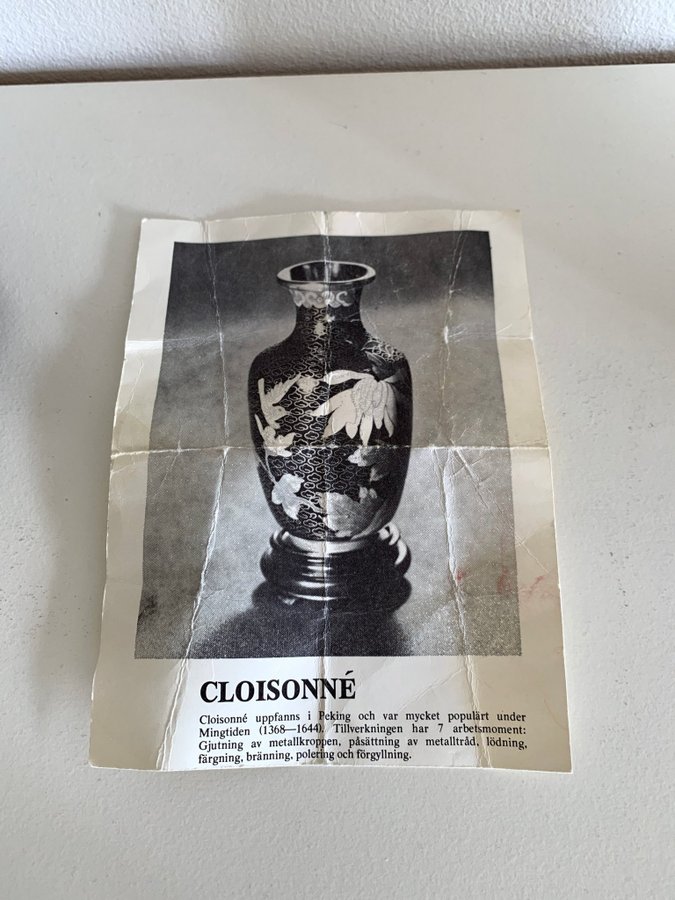 CLOISONNÉ
Cloisonné uppfanns i Peking och var mycket populärt under
Mingtiden (1368—1644). Tillverkningen har 7 arbetsmoment:
Gjutning av metallkroppen, påsättning av metalltråd, lödning,
färgning, bränning, polering och förgyllning.